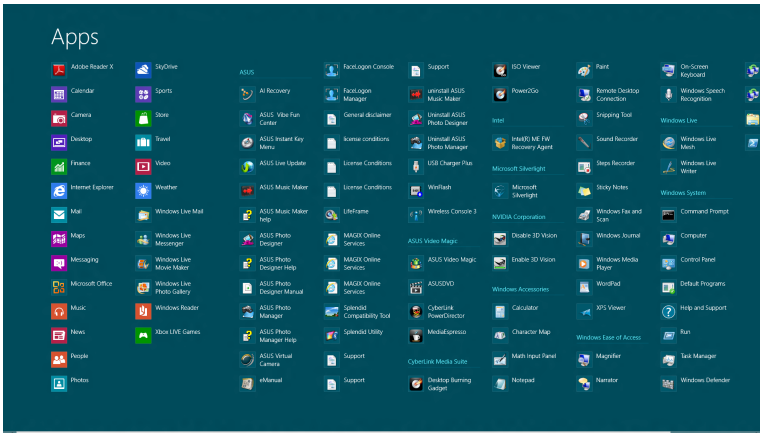 Apps
Adobe Reader X
Calendar
Camera
Desktop
Finance
Internet Explorer
Mail
Maps
Messaging
Microsoft Office
Music
News
People
Photos
SkyDrive
Sports
Store
Travel
Video
Weather
Windows Live Mail
Windows Live
Messenger
Windows Live
Movie Maker
Windows Live
Photo Gallery
Windows Reader
Xbox LIVE Games
ASUS
AI Recovery
ASUS Vibe Fun
Center
ASUS Instant Key
Menu
ASUS Live Update
ASUS Music Maker
ASUS Music Maker
help
ASUS Photo
Designer
ASUS Photo
Designer Help
ASUS Photo
Designer Manual
ASUS Photo
Manager
ASUS Photo
Manager Help
ASUS Virtual
Camera
eManual
FaceLogon Console
FaceLogon
Manager
General disclaimer
license conditions
License Conditions
License Conditions
LifeFrame
MAGIX Online
Services
MAGIX Online
Services
MAGIX Online
Services
Splendid
Compatibility Tool
Splendid Utility
Support
Support
Support
uninstall ASUS
Music Maker
Uninstall ASUS
Photo Designer
Uninstall ASUS
Photo Manager
USB Charger Plus
WinFlash
Wireless Console 3
ASUS Video Magic
ASUS Video Magic
ASUSDVD
CyberLink
PowerDirector
MediaEspresso
CyberLink Media Suite
Desktop Burning
Gadget
ISO Viewer
Power2Go
Intel
Intel(R) ME FW
Recovery Agent
Microsoft Silverlight
Microsoft
Silverlight
NVIDIA Corporation
Disable 3D Vision
Enable 3D Vision
Windows Accessories
Calculator
Character Map
Math Input Panel
Notepad
Paint
Remote Desktop
Connection
Snipping Tool
Sound Recorder
Steps Recorder
Sticky Notes
Windows Fax and
Scan
Windows Journal
Windows Media
Player
WordPad
XPS Viewer
Windows Ease of Access
Magnifier
Narrator
On-Screen
Keyboard
Windows Speech
Recognition
Windows Live
Windows Live
Mesh
Windows Live
Writer
Windows System
Command Prompt
Computer
Control Panel
Default Programs
Help and Support
Run
Task Manager
Windows Defender